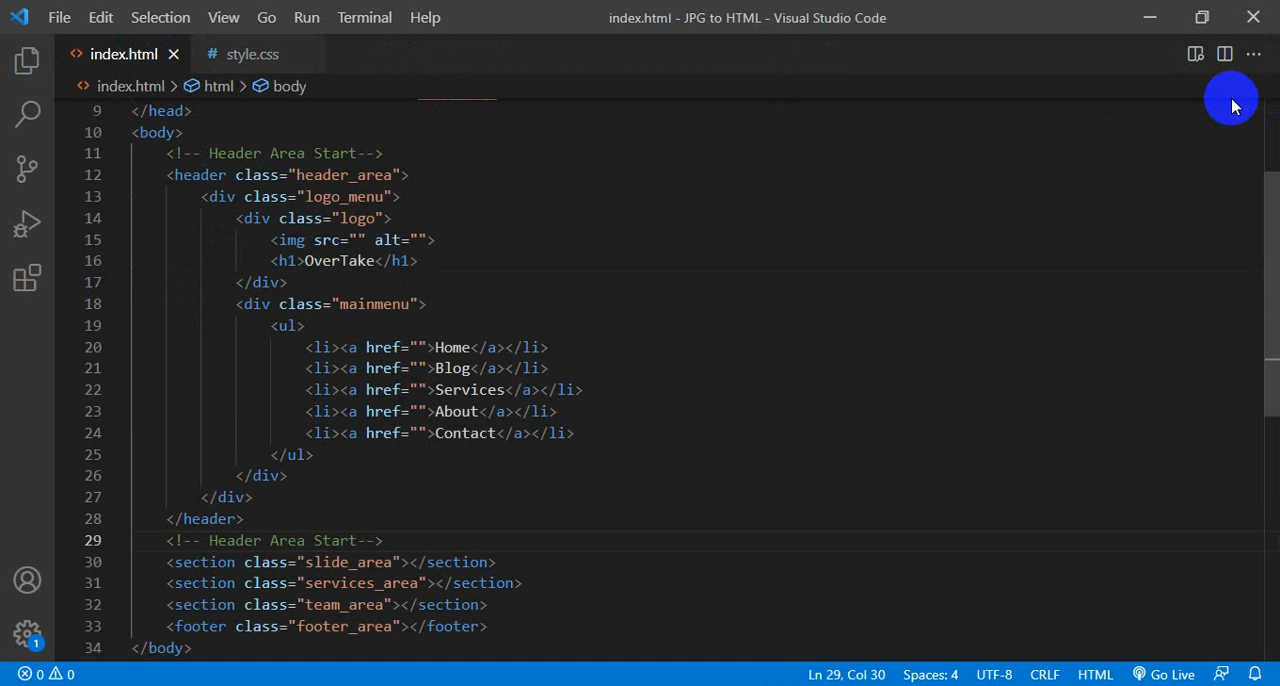 File Edit Selection View Go Run Terminal Help index.html - JPG to HTML - Visual Studio Code
index.html style.css
index.html > html > body
9 </head>
10 <body>
11 <!-- Header Area Start-->
12 <header class="header_area">
13 <div class="logo_menu">
14 <div class="logo">
15 <img src="" alt="">
16 <h1>OverTake</h1>
17 </div>
18 <div class="mainmenu">
19 <ul>
20 <li><a href="">Home</a></li>
21 <li><a href="">Blog</a></li>
22 <li><a href="">Services</a></li>
23 <li><a href="">About</a></li>
24 <li><a href="">Contact</a></li>
25 </ul>
26 </div>
27 </div>
28 </header>
29 <!-- Header Area Start-->
30 <section class="slide_area"></section>
31 <section class="services_area"></section>
32 <section class="team_area"></section>
33 <footer class="footer_area"></footer>
34 </body>
1
0 0 Ln 29, Col 30 Spaces: 4 UTF-8 CRLF HTML Go Live